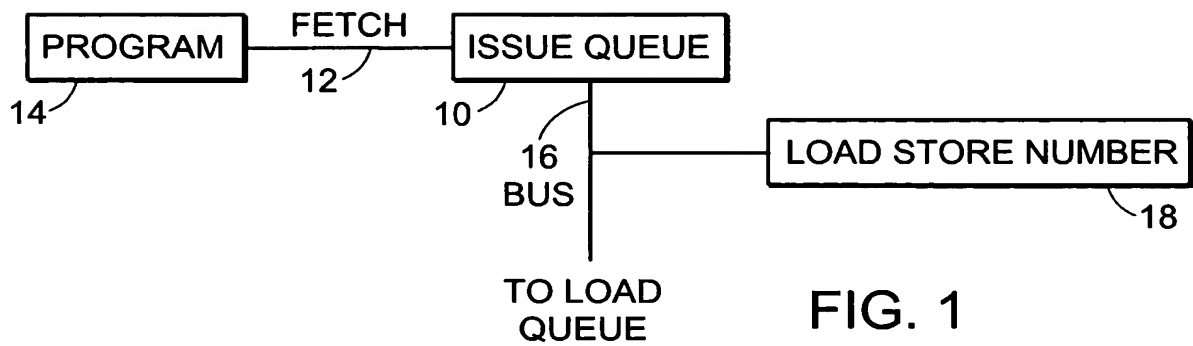 FETCH
PROGRAM
ISSUE QUEUE
12
14
10
16
BUS
LOAD STORE NUMBER
18
TO LOAD
QUEUE
FIG. 1